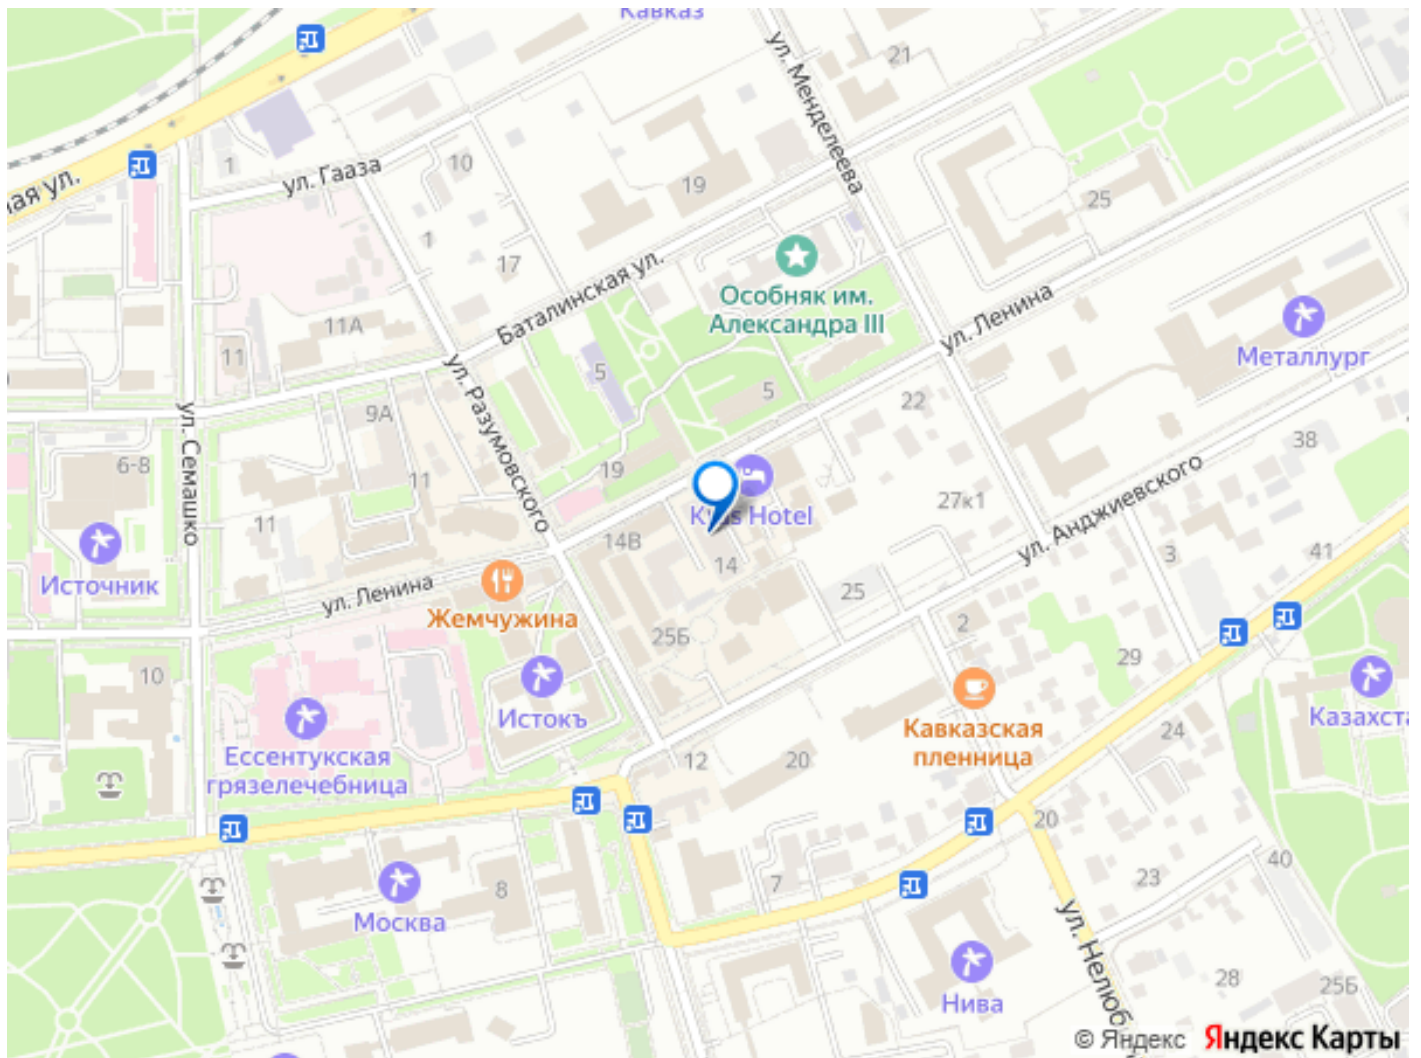 Кавказ
21
ул. Менделеева
1
ул. Гааза
10
19
25
ная ул.
1
17
Особняк им.
Александра III
Баталинская ул.
11А
ул. Ленина
Металлург
11
5
5
ул. Разумовского
9А
22
38
ул. Семашко
6-8
11
19
ул. Анджиевского
27к1
Hotel
11
14В
14
3
41
Источник
ул. Ленина
Жемчужина
25
25Б
2
29
10
Истокъ
Кавказская
пленница
Казахста
24
Ессентукская
грязелечебница
12
20
20
40
8
7
23
Москва
ул. Нелюб
28
25Б
Нива
© Яндекс Яндекс Карты